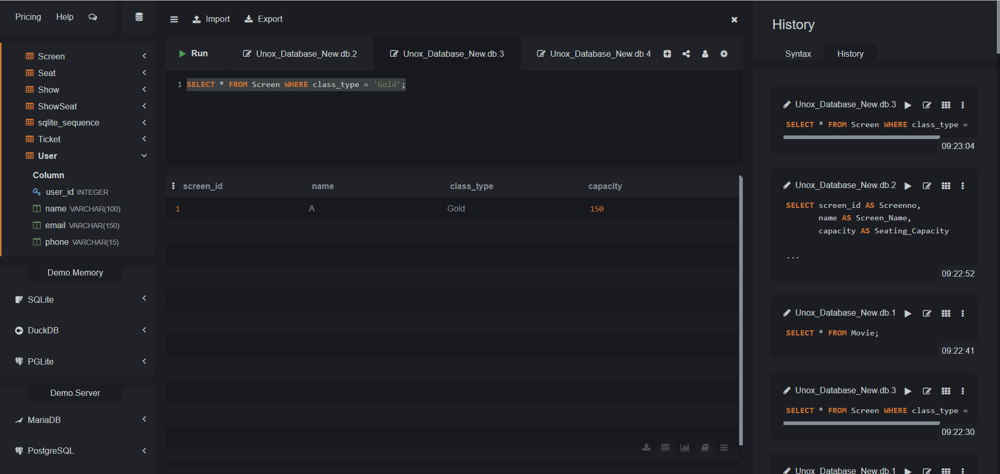 Pricing Help
Import Export
History
Run Unox_Database_New.db.2 Unox_Database_New.db.3 Unox_Database_New.db.4
Syntax History
Screen
Seat
Show
ShowSeat
sqlite_sequence
Ticket
User
Column
user_id INTEGER
name VARCHAR(100)
email VARCHAR(150)
phone VARCHAR(15)
Demo.Memory
SQLite
DuckDB
PGLite
Demo.Server
MariaDB
PostgreSQL
1 SELECT * FROM Screen WHERE class_type = 'Gold';
screen_id name class_type capacity
1 A Gold 150
Unox_Database_New.db.3
SELECT * FROM Screen WHERE class_type =
09:23:04
Unox_Database_New.db.2
SELECT screen_id AS Screenno,
name AS Screen_Name,
capacity AS Seating_Capacity
...
09:22:52
Unox_Database_New.db.1
SELECT * FROM Movie;
09:22:41
Unox_Database_New.db.3
SELECT * FROM Screen WHERE class_type =
09:22:30
Unox_Database_New.db.1